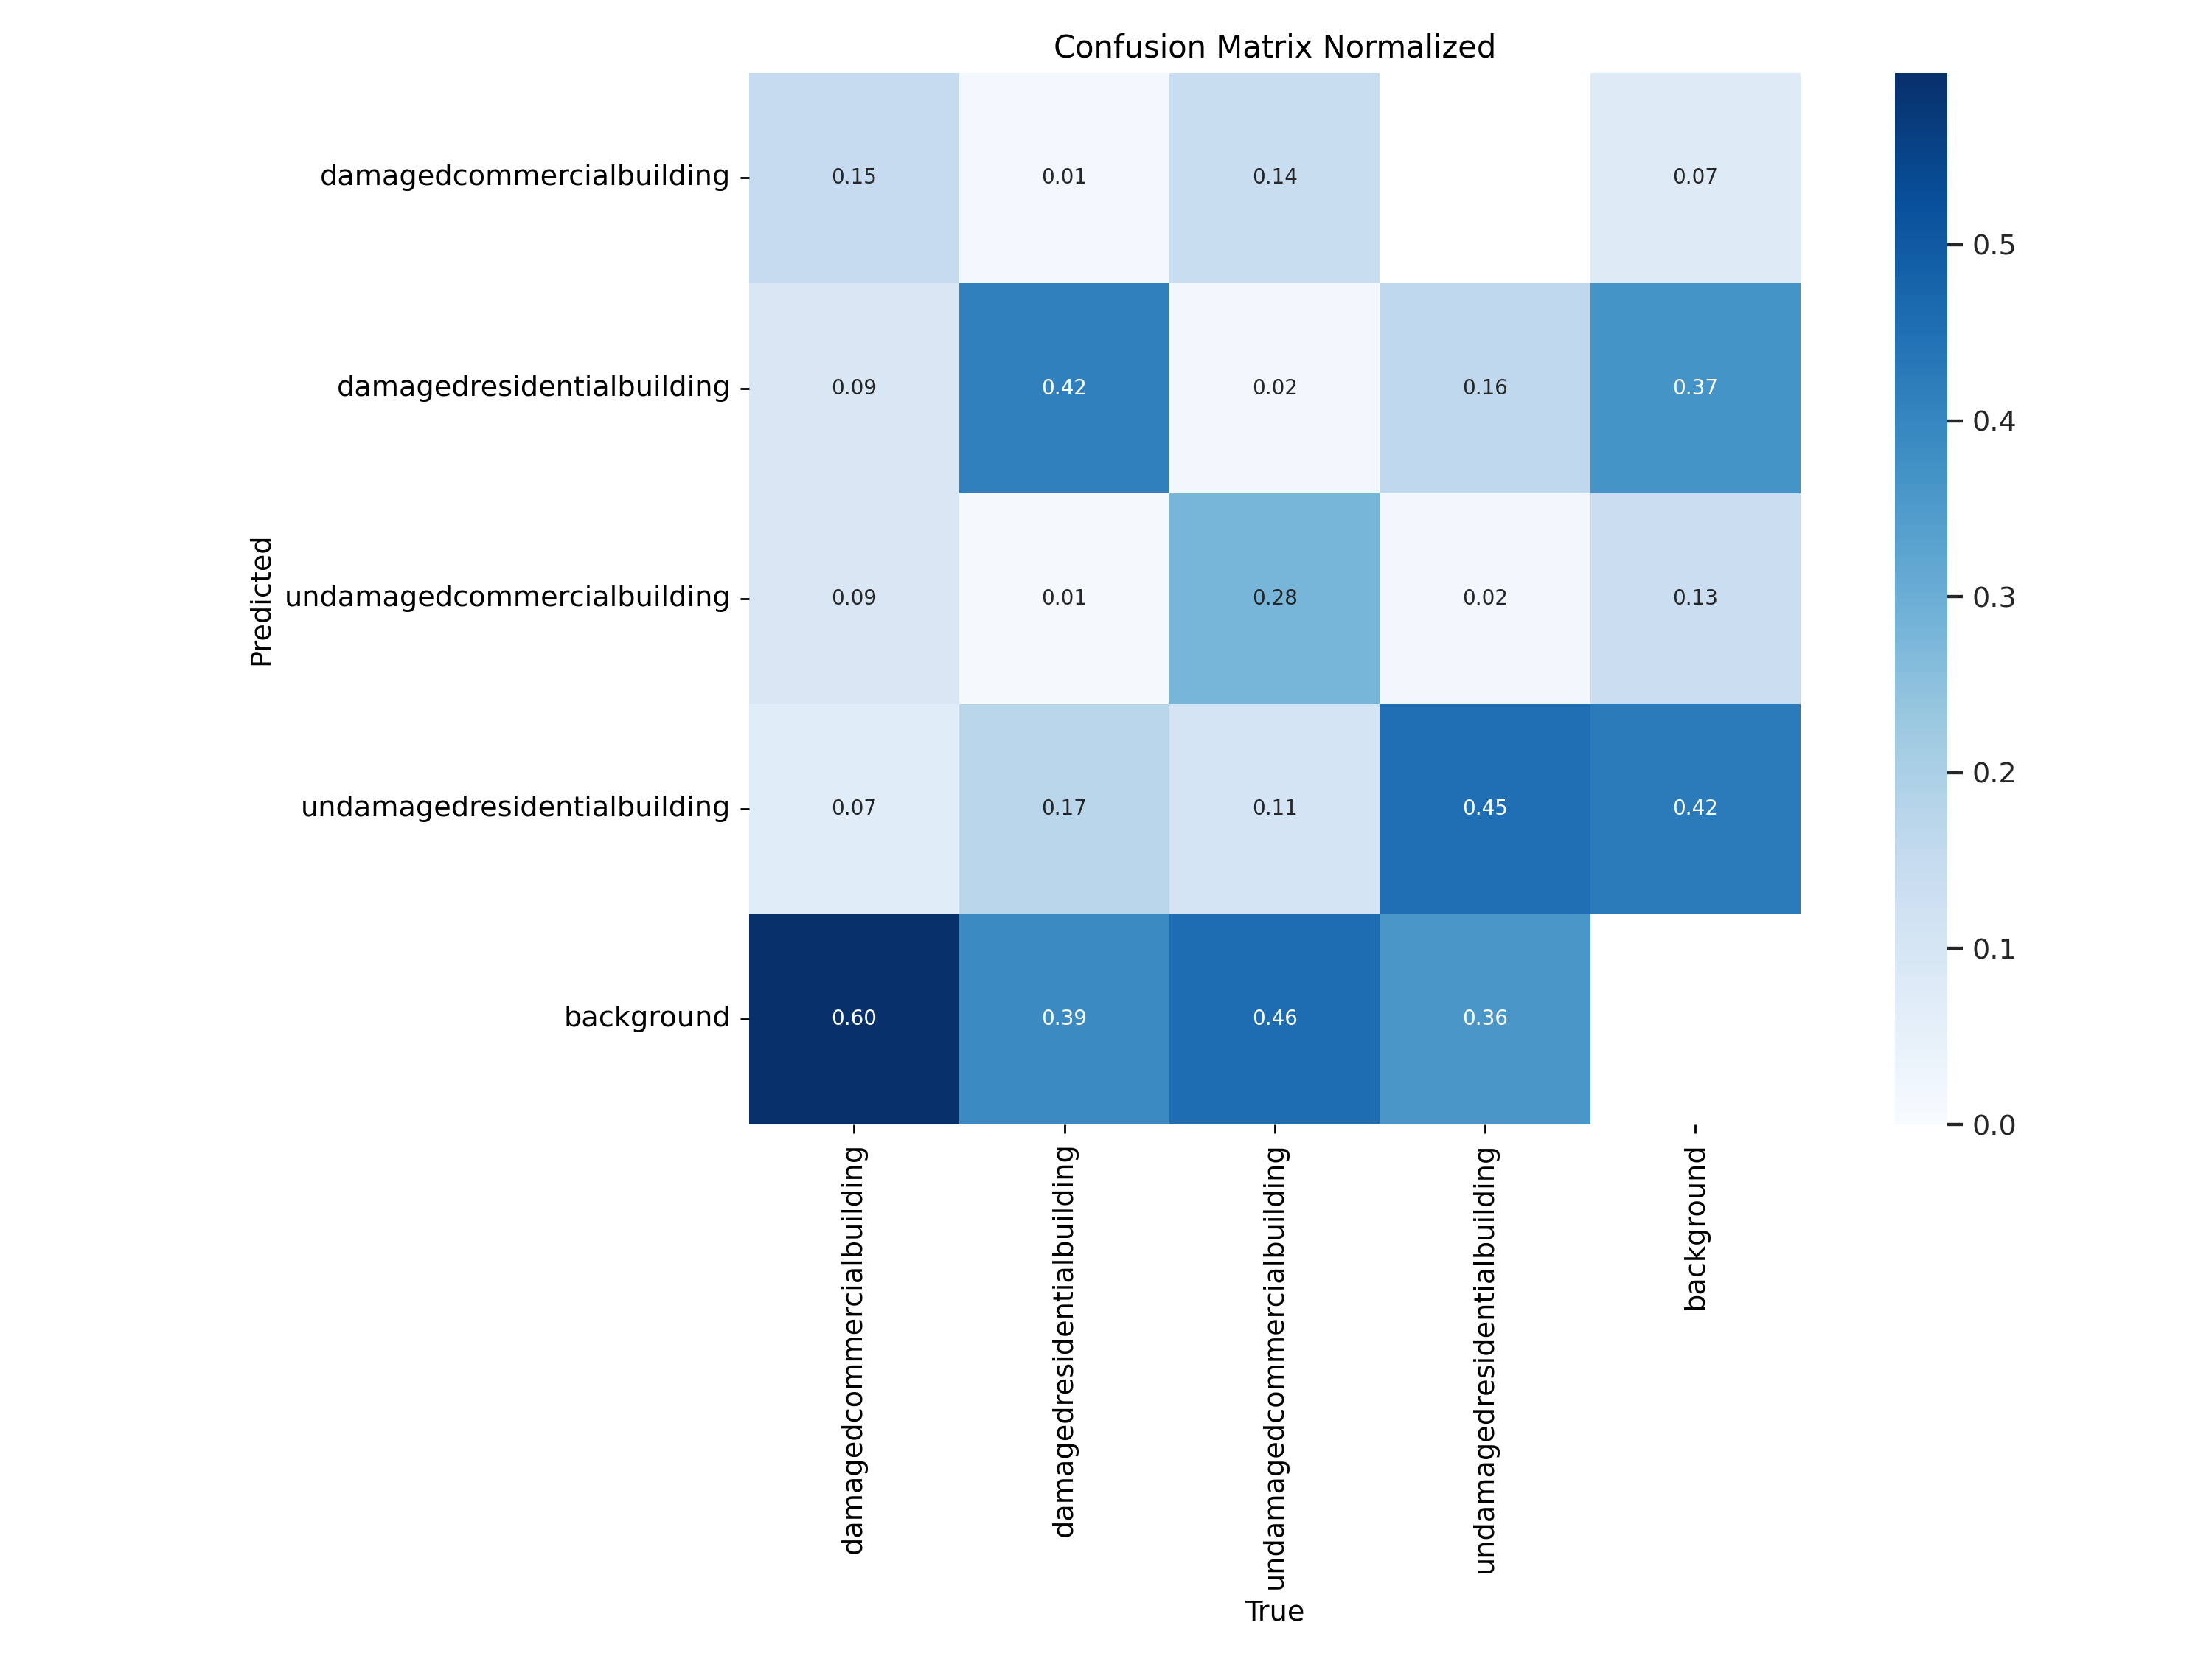 Confusion Matrix Normalized
damagedcommercialbuilding
0.15 0.01 0.14 0.07
damagedresidentialbuilding
0.09 0.42 0.02 0.16 0.37
undamagedcommercialbuilding
0.09 0.01 0.28 0.02 0.13
undamagedresidentialbuilding
0.07 0.17 0.11 0.45 0.42
background
0.60 0.39 0.46 0.36
Predicted
damagedcommercialbuilding
damagedresidentialbuilding
undamagedcommercialbuilding
undamagedresidentialbuilding
background
True
0.5
0.4
0.3
0.2
0.1
0.0